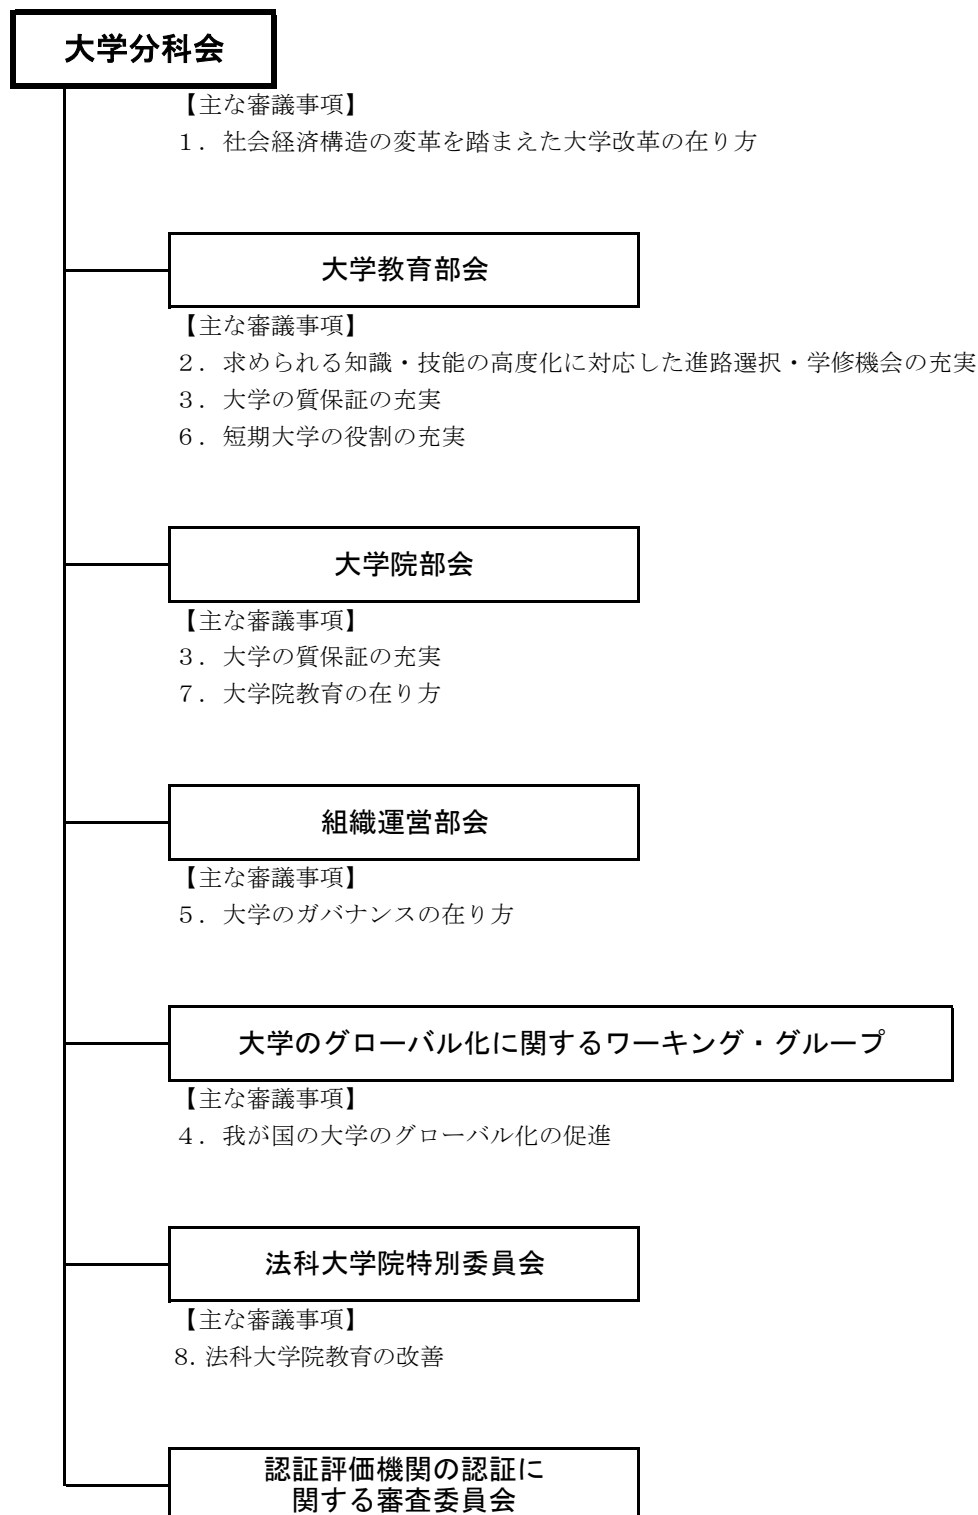 大学分科会
【主な審議事項】
１．社会経済構造の変革を踏まえた大学改革の在り方
大学教育部会
【主な審議事項】
２．求められる知識・技能の高度化に対応した進路選択・学修機会の充実
３．大学の質保証の充実
６．短期大学の役割の充実
大学院部会
【主な審議事項】
３．大学の質保証の充実
７．大学院教育の在り方
組織運営部会
【主な審議事項】
５．大学のガバナンスの在り方
大学のグローバル化に関するワーキング・グループ
【主な審議事項】
４．我が国の大学のグローバル化の促進
法科大学院特別委員会
【主な審議事項】
８. 法科大学院教育の改善
認証評価機関の認証に
関する審査委員会